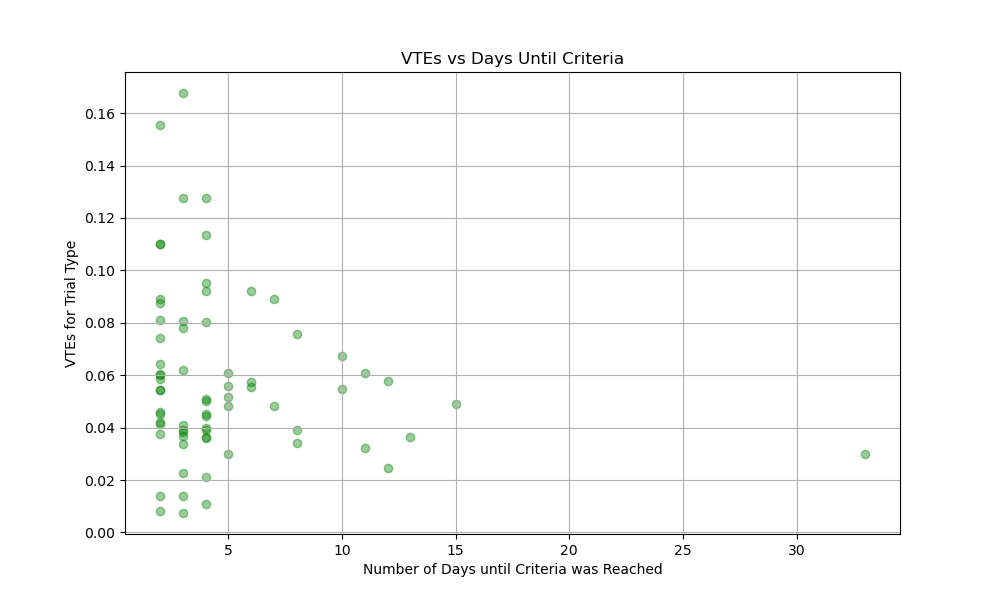 VTEs vs Days Until Criteria
VTEs for Trial Type
0.16
0.14
0.12
0.10
0.08
0.06
0.04
0.02
0.00
5 10 15 20 25 30
Number of Days until Criteria was Reached